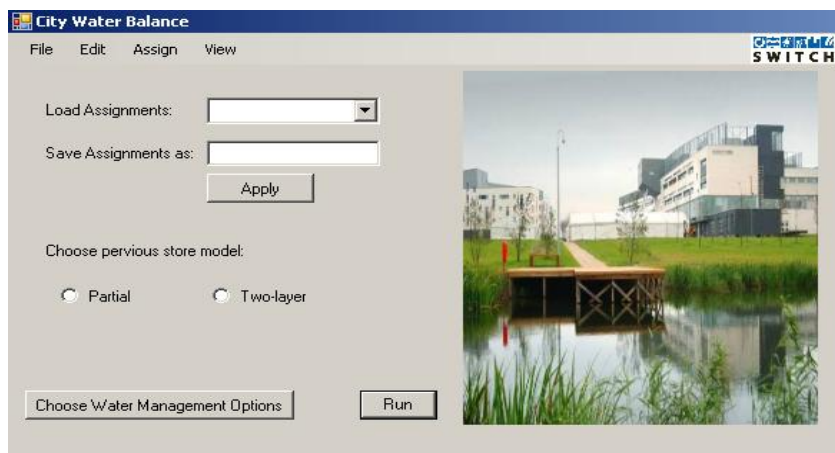 City Water Balance
File Edit Assign View
SWITCH
Load Assignments:
Save Assignments as:
Apply
Choose pervious store model:
Partial Two-layer
Choose Water Management Options Run